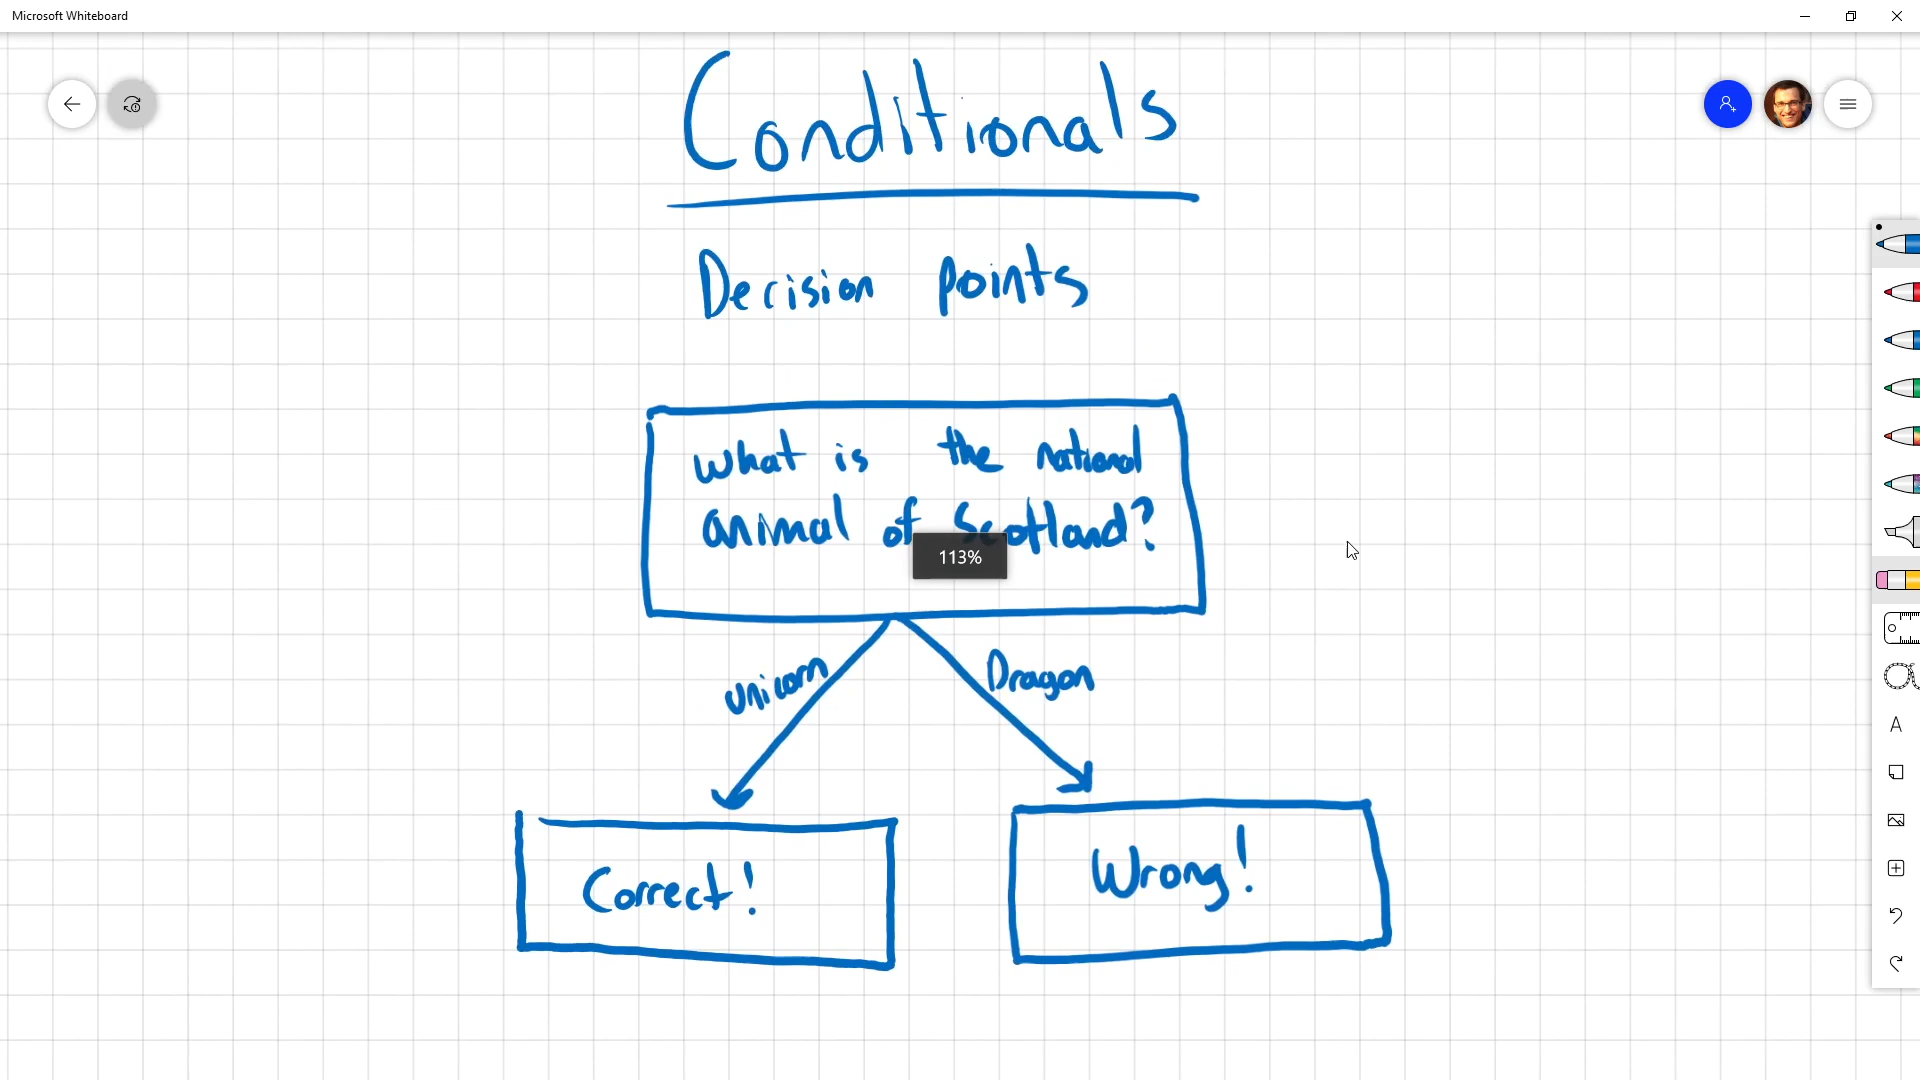 Microsoft Whiteboard
Conditionals
Decision points
What is the national
animal of Scotland?
113%
Unicorn
Dragon
Correct!
Wrong!
A